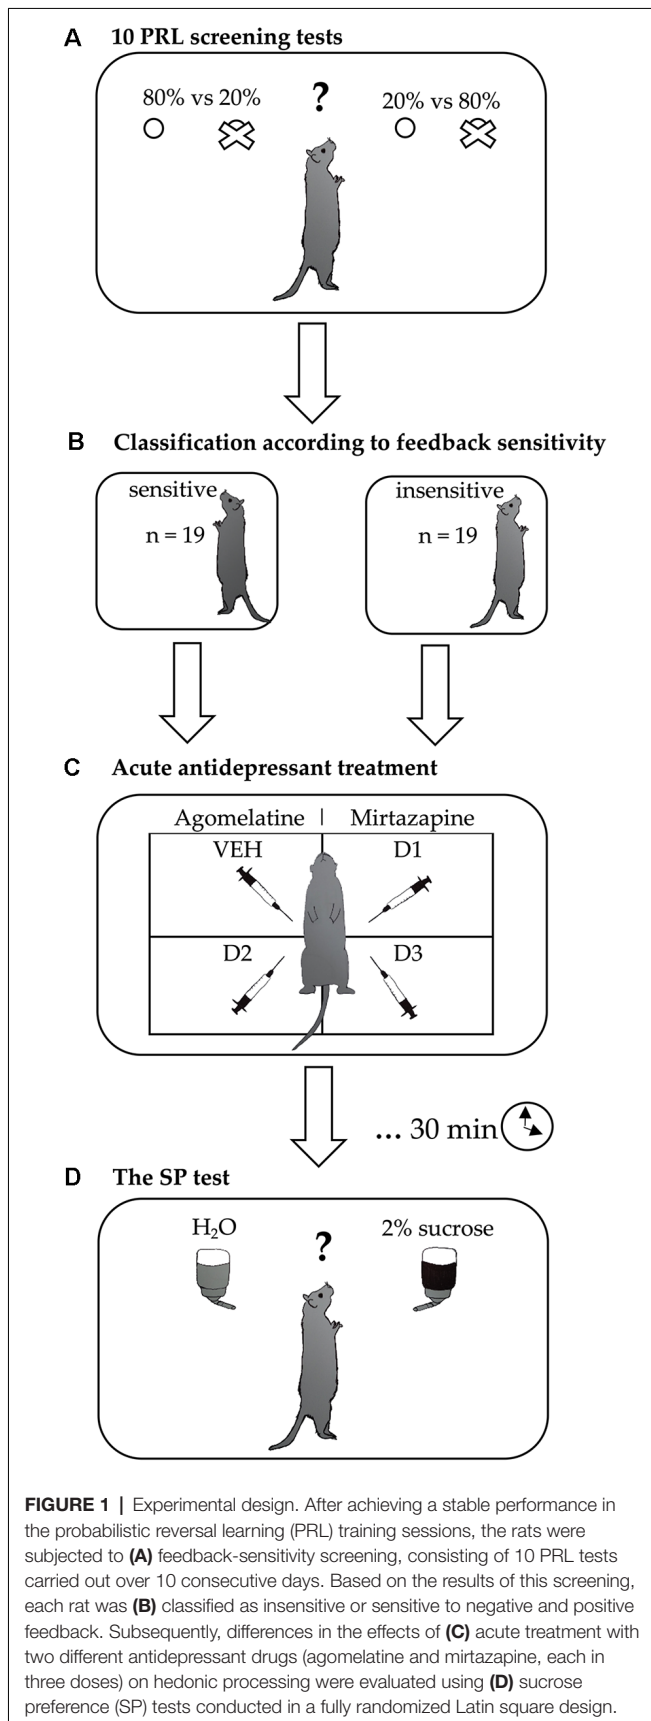 A 10 PRL screening tests
80% vs 20% ? 20% vs 80%
B Classification according to feedback sensitivity
sensitive insensitive
n = 19 n = 19
C Acute antidepressant treatment
Agomelatine | Mirtazapine
VEH D1
D2 D3
... 30 min
D The SP test
H₂O ? 2% sucrose
FIGURE 1 | Experimental design. After achieving a stable performance in
the probabilistic reversal learning (PRL) training sessions, the rats were
subjected to (A) feedback-sensitivity screening, consisting of 10 PRL tests
carried out over 10 consecutive days. Based on the results of this screening,
each rat was (B) classified as insensitive or sensitive to negative and positive
feedback. Subsequently, differences in the effects of (C) acute treatment with
two different antidepressant drugs (agomelatine and mirtazapine, each in
three doses) on hedonic processing were evaluated using (D) sucrose
preference (SP) tests conducted in a fully randomized Latin square design.